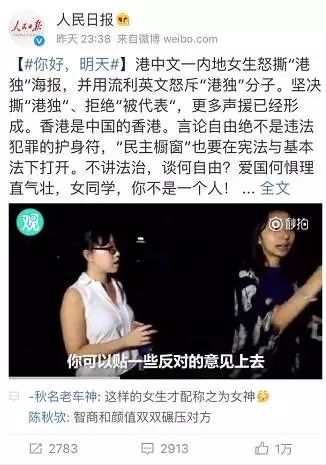 人民日报
人民日报
昨天 23:38 来自微博 weibo.com
#你好，明天# 港中文一内地女生怒撕“港
独”海报，并用流利英文怒斥“港独”分子。坚决
撕“港独“、拒绝“被代表“，更多声援已经形
成。香港是中国的香港。言论自由绝不是违法
犯罪的护身符，“民主橱窗”也要在宪法与基本
法下打开。不讲法治，谈何自由？爱国何惧理
直气壮，女同学，你不是一个人！ ... 全文
观
秒拍
你可以贴一些反对的意见上去
-秋名老车神: 这样的女生才配称之为女神
陈秋欤: 智商和颜值双双碾压对方
2783
2913